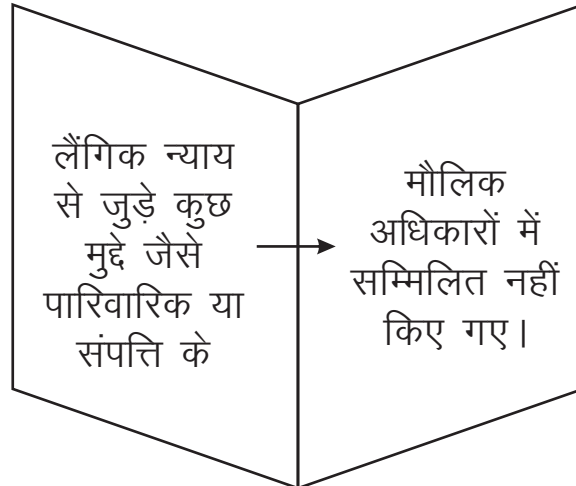 लैंगिक न्याय
से जुड़े कुछ
मुद्दे जैसे
पारिवारिक या
संपत्ति के
मौलिक
अधिकारों में
सम्मिलित नहीं
किए गए।